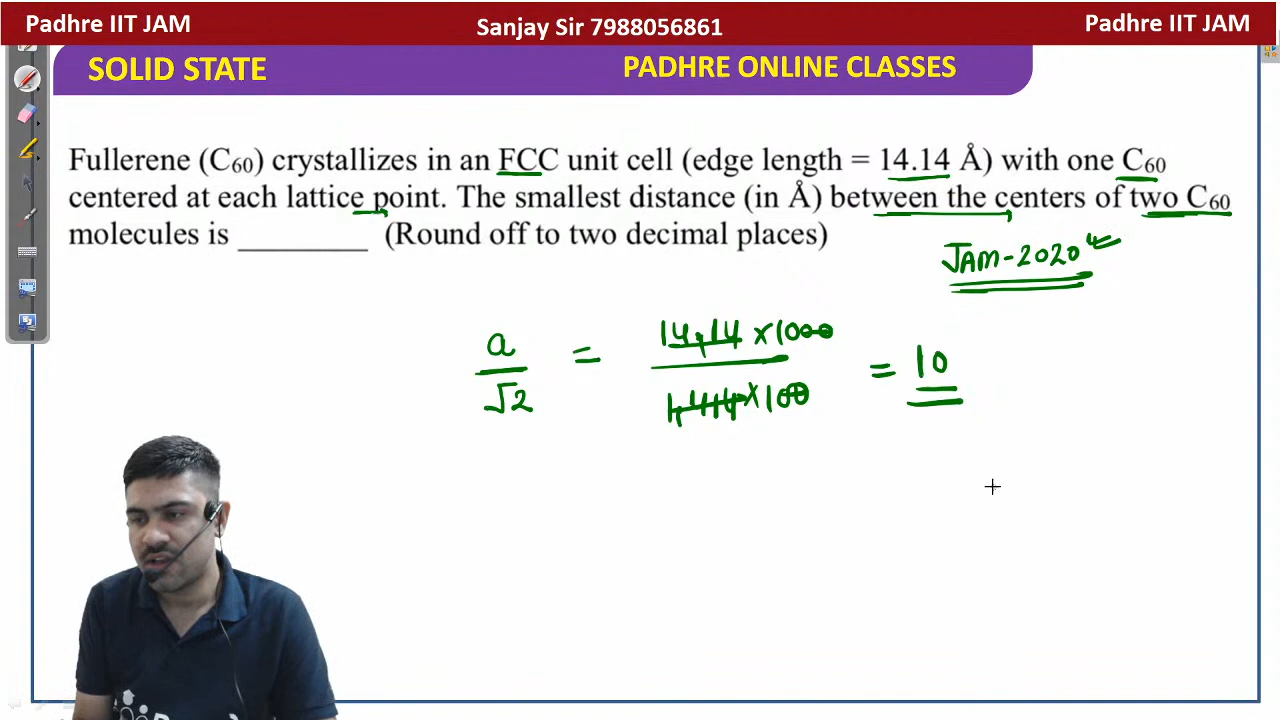 Padhre IIT JAM
Sanjay Sir 7988056861
Padhre IIT JAM
SOLID STATE
PADHRE ONLINE CLASSES
Fullerene (C₆₀) crystallizes in an FCC unit cell (edge length = 14.14 Å) with one C₆₀
centered at each lattice point. The smallest distance (in Å) between the centers of two C₆₀
molecules is ________ (Round off to two decimal places)
JAM-2020
a/√2 = 14.14 × 1000 / 1.414 × 100 = 10